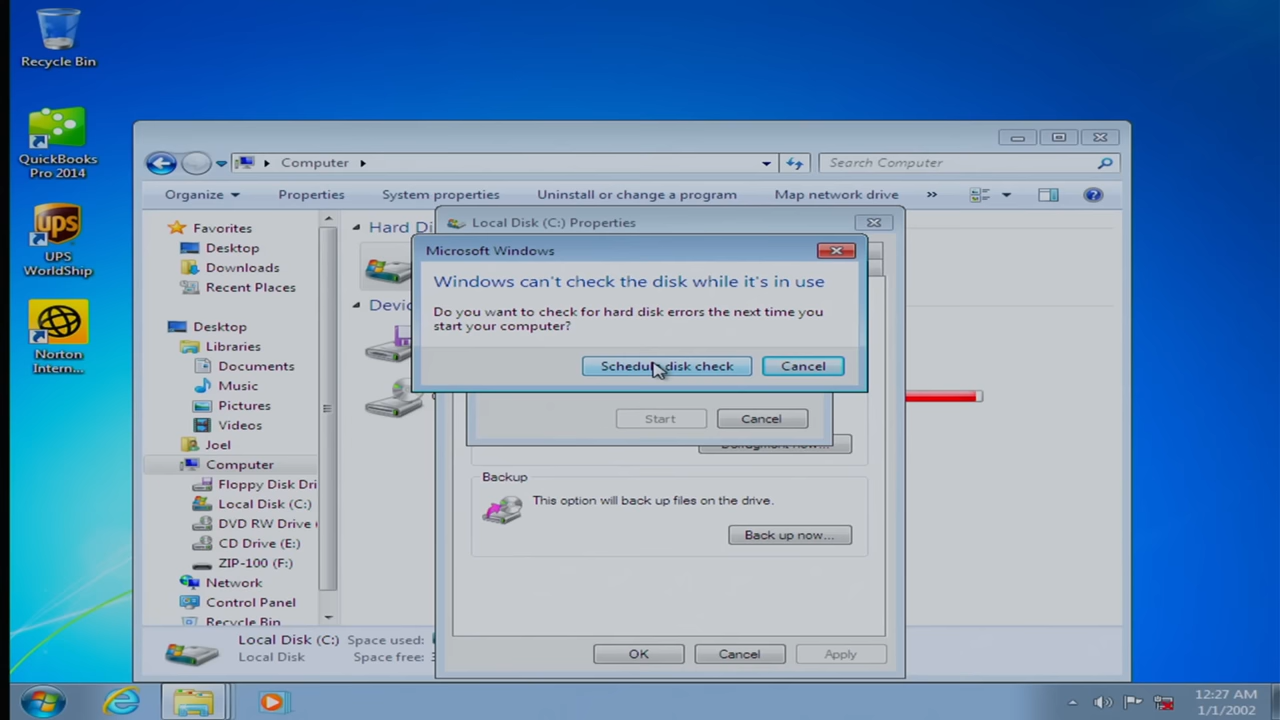 Recycle Bin
QuickBooks
Pro 2014
UPS
WorldShip
Norton
Intern...
Computer
Search Computer
Organize
Properties
System properties
Uninstall or change a program
Map network drive
»
Favorites
Desktop
Downloads
Recent Places
Desktop
Libraries
Documents
Music
Pictures
Videos
Joel
Computer
Floppy Disk Dri
Local Disk (C:)
DVD RW Drive
CD Drive (E:)
ZIP-100 (F:)
Network
Control Panel
Recycle Bin
Hard Di
Devic
Local Disk (C:) Properties
Microsoft Windows
Windows can't check the disk while it's in use
Do you want to check for hard disk errors the next time you
start your computer?
Schedule disk check
Cancel
Start
Cancel
Backup
This option will back up files on the drive.
Back up now...
OK
Cancel
Apply
Local Disk (C:) Space used:
Local Disk Space free:
ups
12:27 AM
1/1/2002